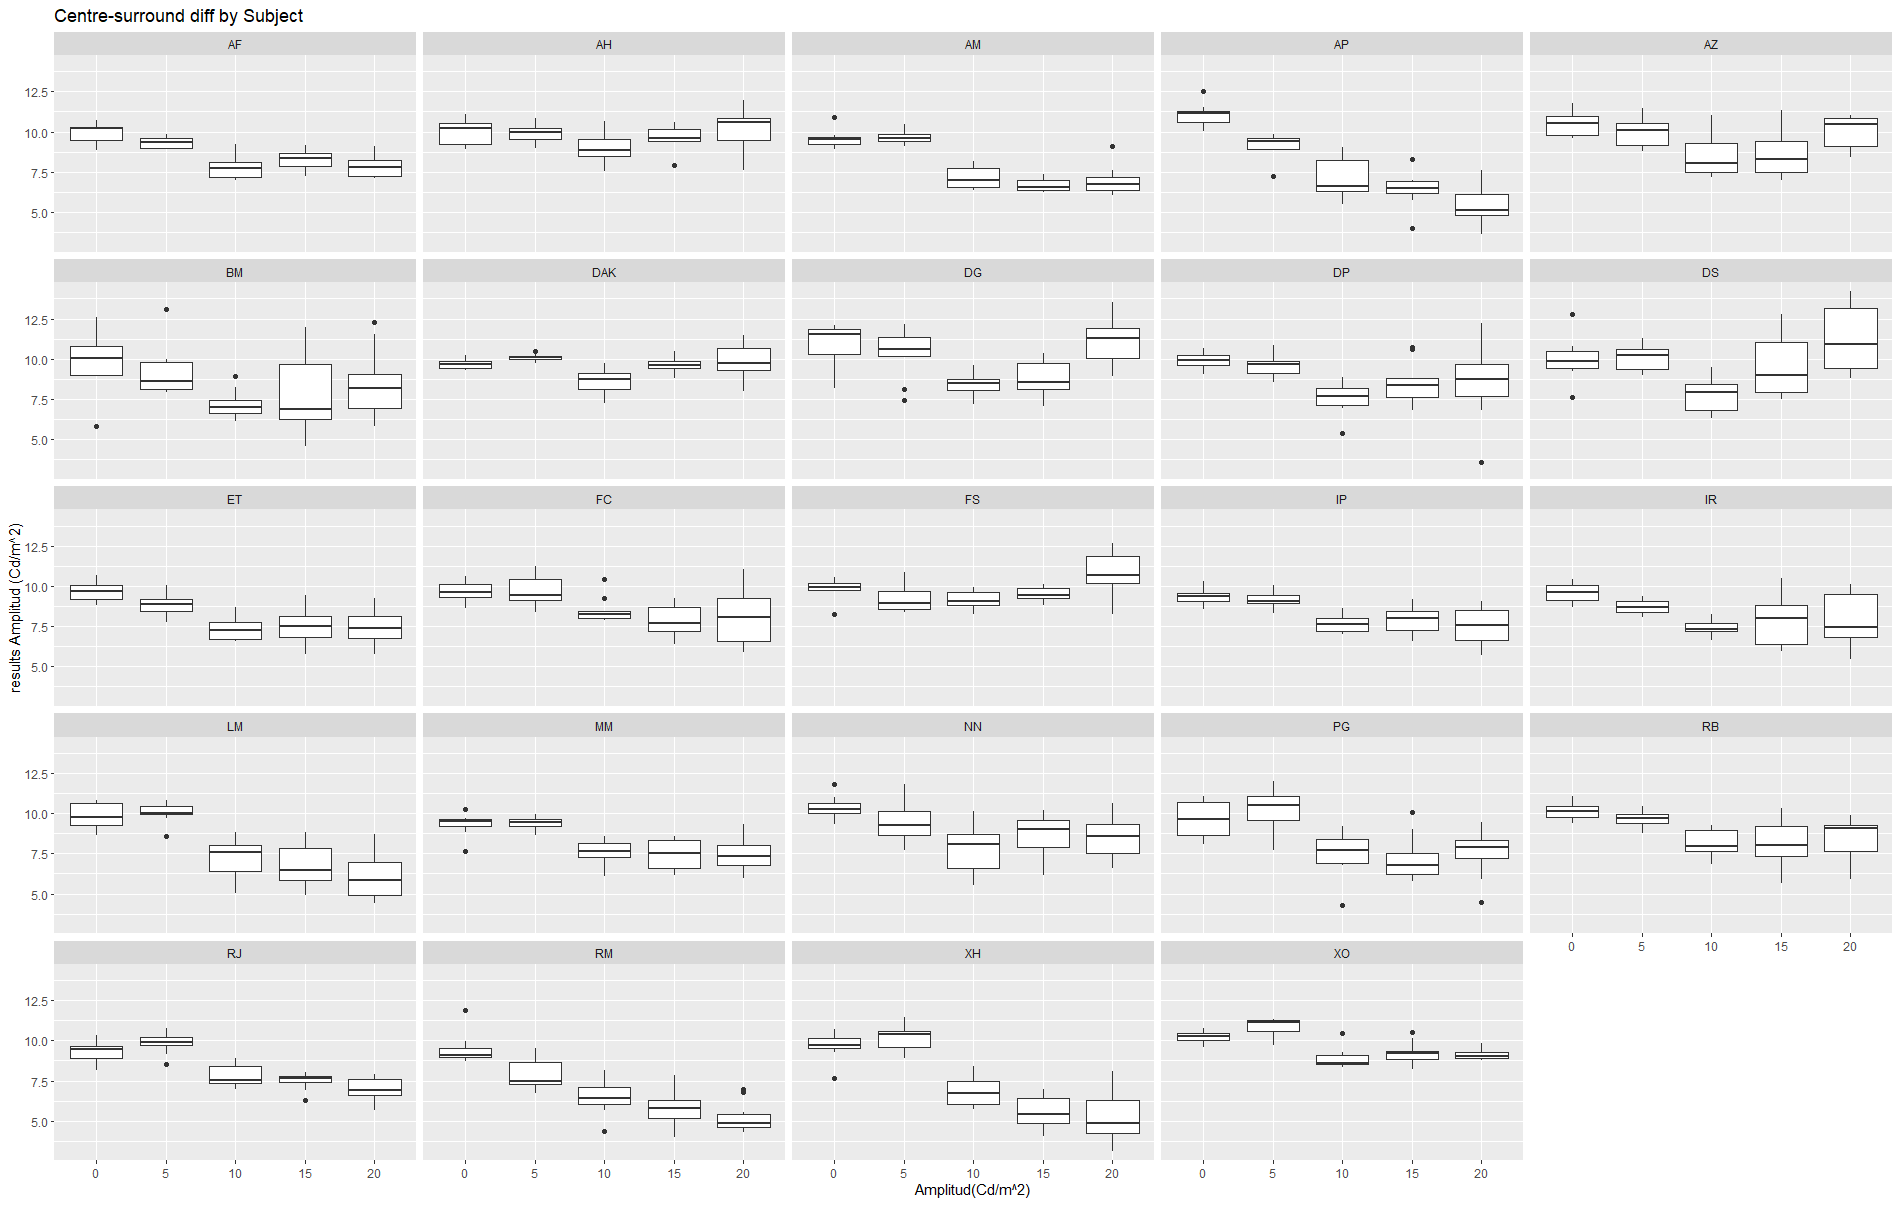 Centre-surround diff by Subject
AF AH AM AP AZ
12.5
10.0
7.5
5.0
BM DAK DG DP DS
12.5
10.0
7.5
5.0
ET FC FS IP IR
12.5
10.0
7.5
5.0
results Amplitud (Cd/m^2)
LM MM NN PG RB
12.5
10.0
7.5
5.0
0 5 10 15 20
RJ RM XH XO
12.5
10.0
7.5
5.0
0 5 10 15 20 0 5 10 15 20 0 5 10 15 20 0 5 10 15 20
Amplitud(Cd/m^2)